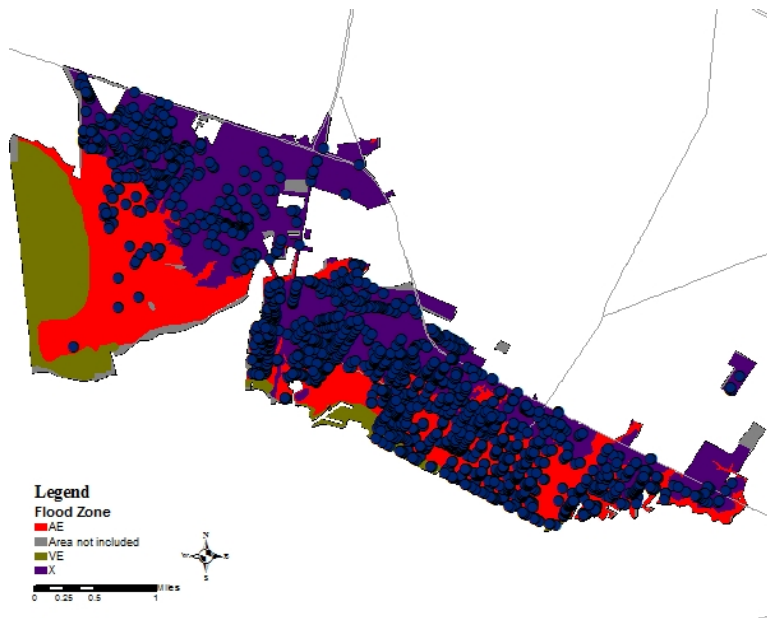 Legend
Flood Zone
AE
Area not included
VE
X
N
W E
S
Miles
0 0.25 0.5 1